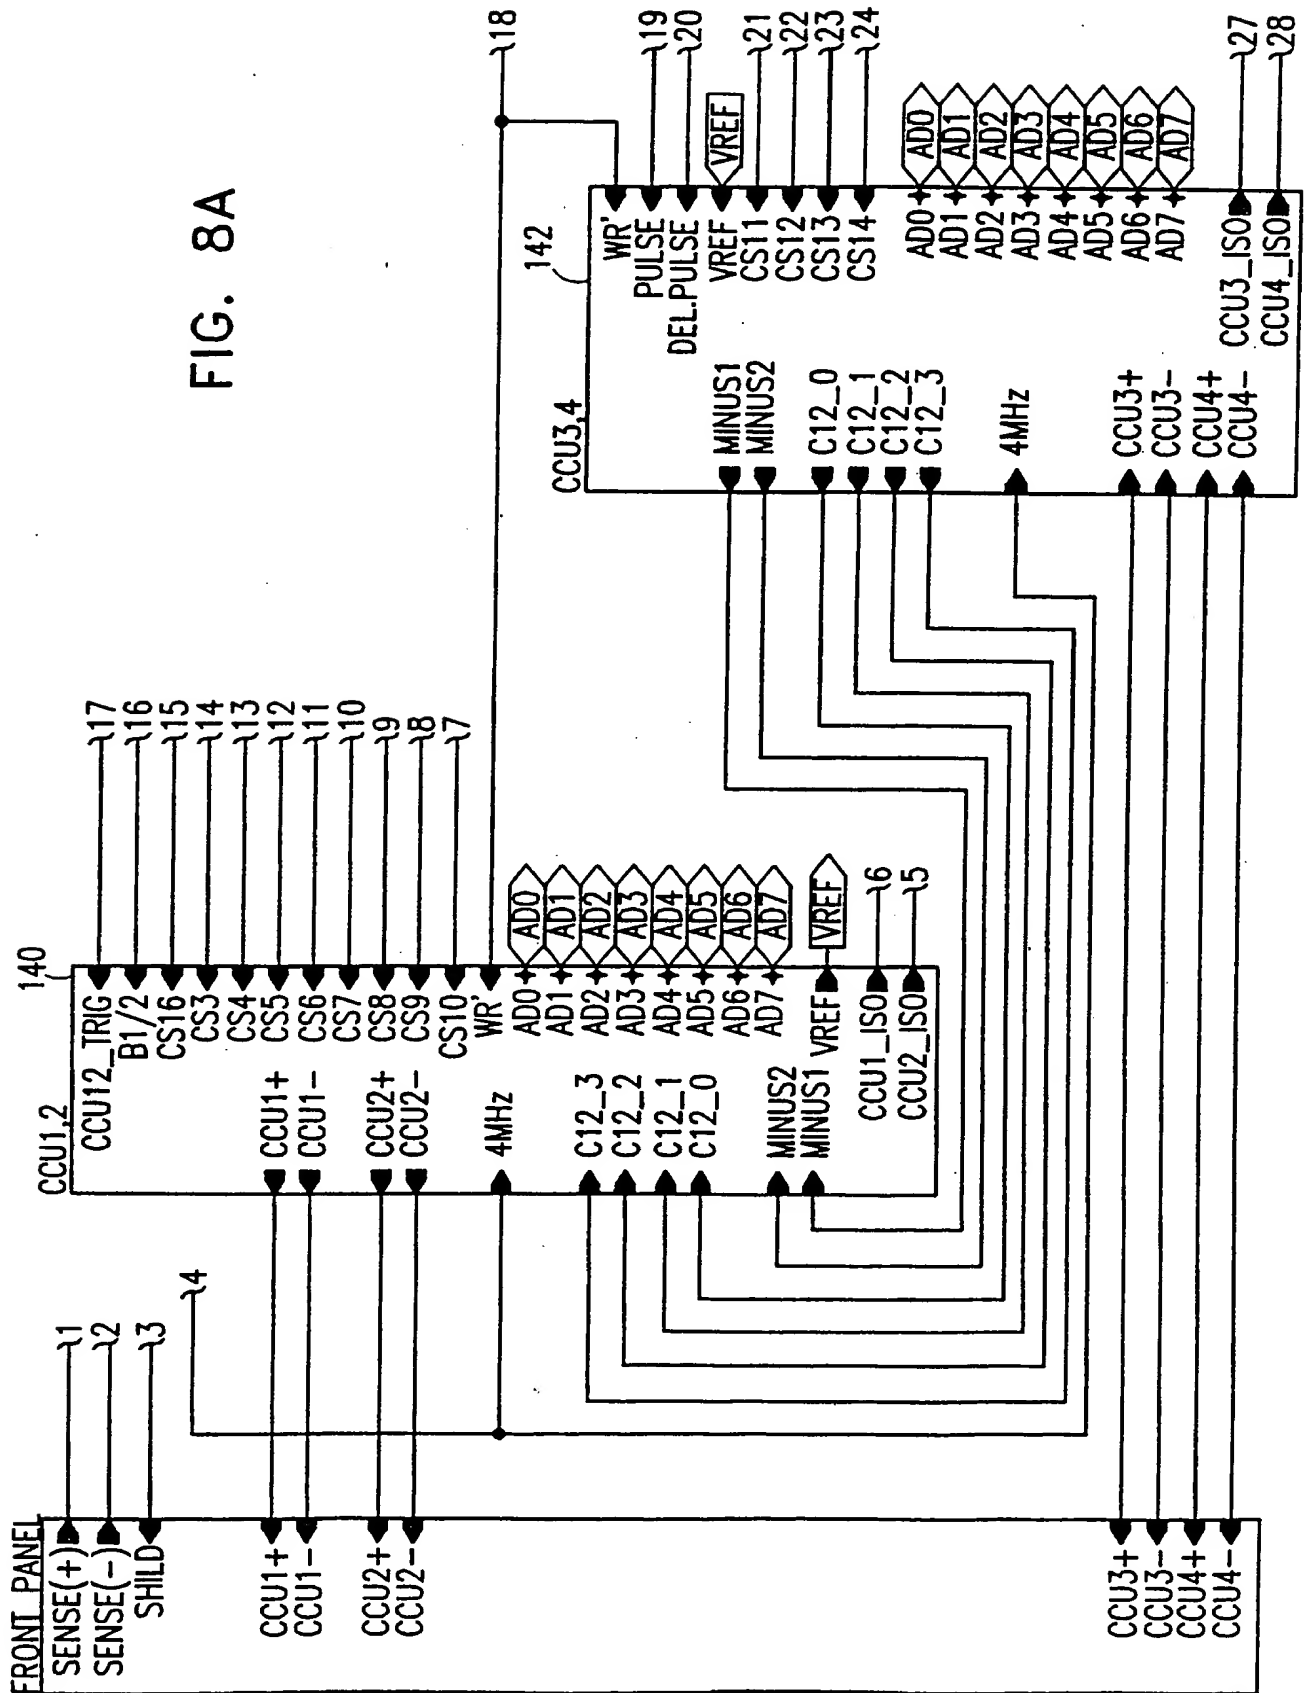 FIG. 8A
FRONT PANEL
SENSE(+)
SENSE(-)
SHILD
CCU1+
CCU1-
CCU2+
CCU2-
CCU3+
CCU3-
CCU4+
CCU4-
1
2
3
4
CCU1,2
140
CCU12_TRIG
B1/2
CS16
CS3
CS4
CS5
CS6
CS7
CS8
CS9
CS10
WR'
AD0
AD1
AD2
AD3
AD4
AD5
AD6
AD7
VREF
CCU1_ISO
CCU2_ISO
CCU1+
CCU1-
CCU2+
CCU2-
4MHz
C12_3
C12_2
C12_1
C12_0
MINUS2
MINUS1
17
16
15
14
13
12
11
10
9
8
7
AD0
AD1
AD2
AD3
AD4
AD5
AD6
AD7
VREF
6
5
CCU3,4
142
WR'
PULSE
DEL.PULSE
VREF
CS11
CS12
CS13
CS14
AD0
AD1
AD2
AD3
AD4
AD5
AD6
AD7
CCU3_ISO
CCU4_ISO
MINUS1
MINUS2
C12_0
C12_1
C12_2
C12_3
4MHz
CCU3+
CCU3-
CCU4+
CCU4-
18
19
20
VREF
21
22
23
24
AD0
AD1
AD2
AD3
AD4
AD5
AD6
AD7
27
28